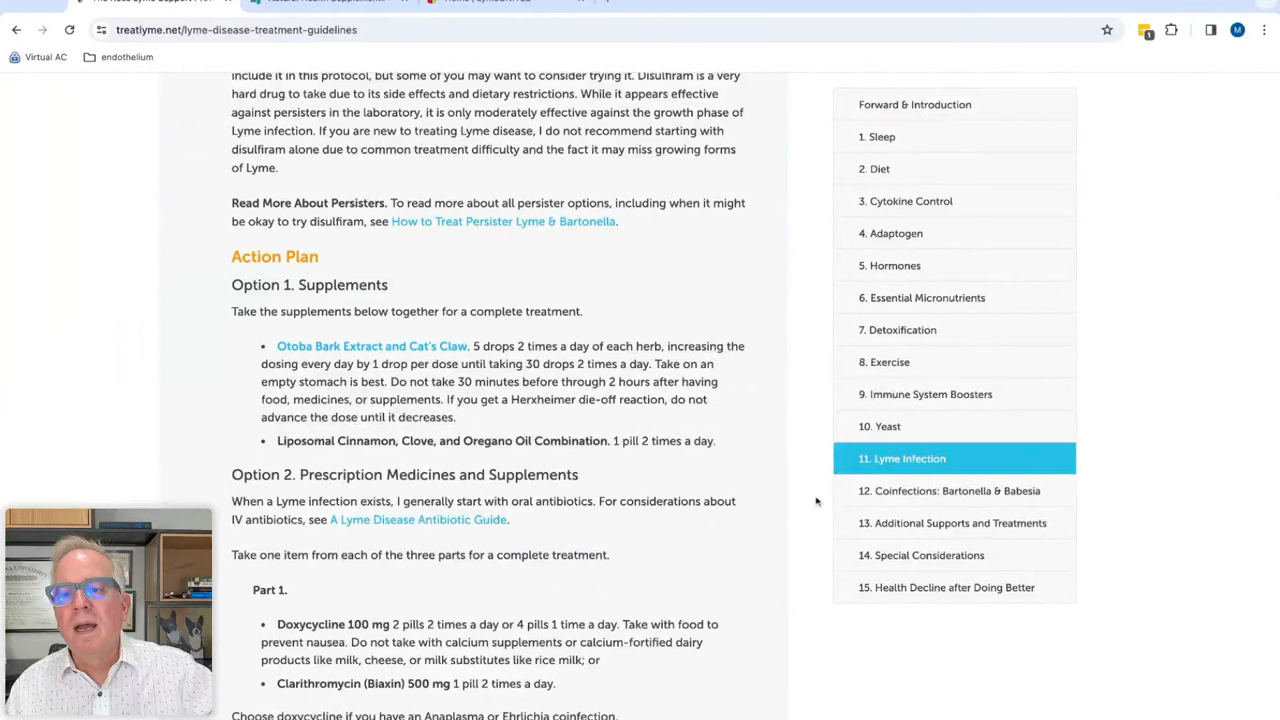 treatlyme.net/lyme-disease-treatment-guidelines
1
M
Virtual AC
endothelium
include it in this protocol, but some of you may want to consider trying it. Disulfiram is a very
hard drug to take due to its side effects and dietary restrictions. While it appears effective
against persisters in the laboratory, it is only moderately effective against the growth phase of
Lyme infection. If you are new to treating Lyme disease, I do not recommend starting with
disulfiram alone due to common treatment difficulty and the fact it may miss growing forms
of Lyme.
Read More About Persisters. To read more about all persister options, including when it might
be okay to try disulfiram, see How to Treat Persister Lyme & Bartonella.
Action Plan
Option 1. Supplements
Take the supplements below together for a complete treatment.
• Otoba Bark Extract and Cat's Claw. 5 drops 2 times a day of each herb, increasing the
dosing every day by 1 drop per dose until taking 30 drops 2 times a day. Take on an
empty stomach is best. Do not take 30 minutes before through 2 hours after having
food, medicines, or supplements. If you get a Herxheimer die-off reaction, do not
advance the dose until it decreases.
• Liposomal Cinnamon, Clove, and Oregano Oil Combination. 1 pill 2 times a day.
Option 2. Prescription Medicines and Supplements
When a Lyme infection exists, I generally start with oral antibiotics. For considerations about
IV antibiotics, see A Lyme Disease Antibiotic Guide.
Take one item from each of the three parts for a complete treatment.
Part 1.
• Doxycycline 100 mg 2 pills 2 times a day or 4 pills 1 time a day. Take with food to
prevent nausea. Do not take with calcium supplements or calcium-fortified dairy
products like milk, cheese, or milk substitutes like rice milk; or
• Clarithromycin (Biaxin) 500 mg 1 pill 2 times a day.
Choose doxycycline if you have an Anaplasma or Ehrlichia coinfection.
Forward & Introduction
1. Sleep
2. Diet
3. Cytokine Control
4. Adaptogen
5. Hormones
6. Essential Micronutrients
7. Detoxification
8. Exercise
9. Immune System Boosters
10. Yeast
11. Lyme Infection
12. Coinfections: Bartonella & Babesia
13. Additional Supports and Treatments
14. Special Considerations
15. Health Decline after Doing Better